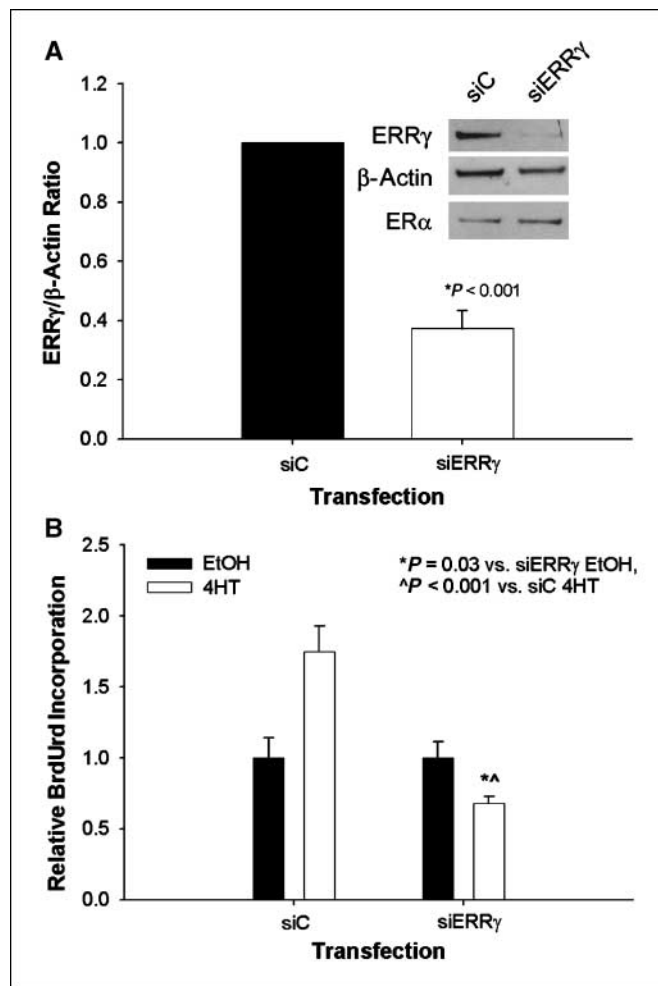 A
siC
siERRγ
ERRγ
β-Actin
ERα
*P < 0.001
ERRγ/β-Actin Ratio
1.2
1.0
0.8
0.6
0.4
0.2
0.0
siC
siERRγ
Transfection
B
EtOH
4HT
*P = 0.03 vs. siERRγ EtOH,
^P < 0.001 vs. siC 4HT
Relative BrdUrd Incorporation
2.5
2.0
1.5
1.0
0.5
0.0
*^
siC
siERRγ
Transfection